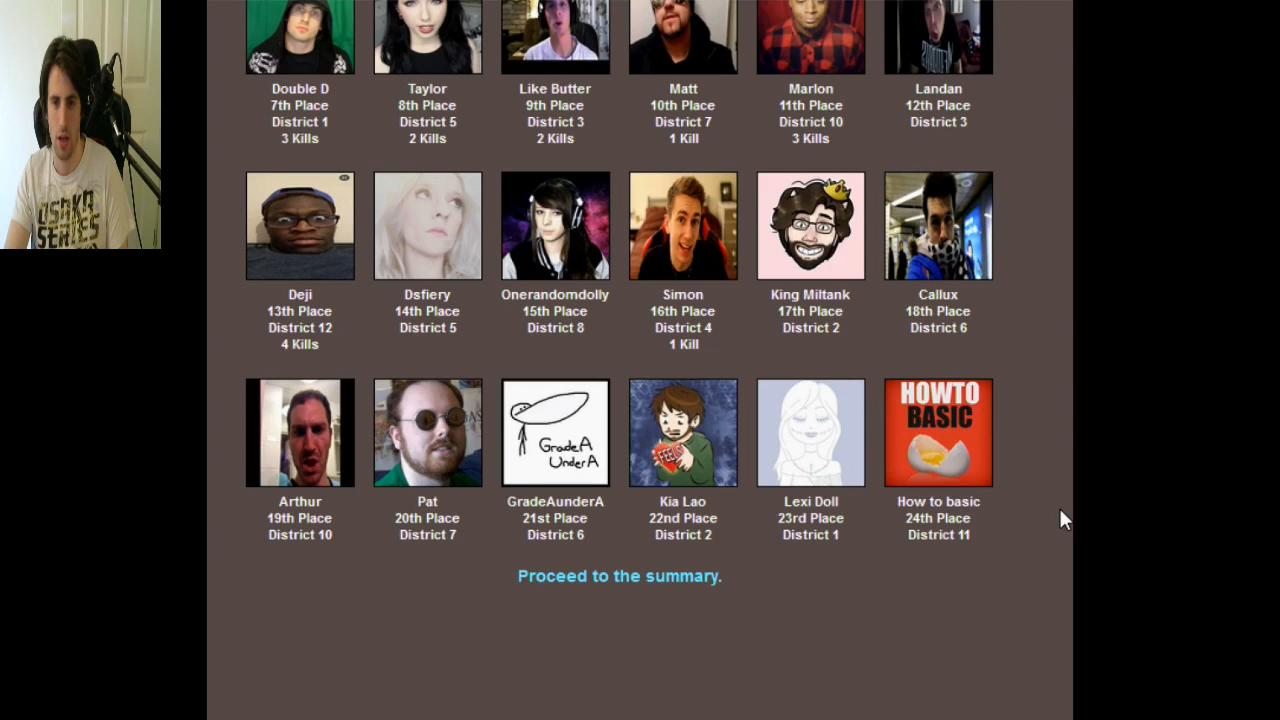 Double D
7th Place
District 1
3 Kills
Taylor
8th Place
District 5
2 Kills
Like Butter
9th Place
District 3
2 Kills
Matt
10th Place
District 7
1 Kill
Marlon
11th Place
District 10
3 Kills
Landan
12th Place
District 3
OSAKA
SERIES
Deji
13th Place
District 12
4 Kills
Dsfiery
14th Place
District 5
Onerandomdolly
15th Place
District 8
Simon
16th Place
District 4
1 Kill
King Miltank
17th Place
District 2
Callux
18th Place
District 6
GradeA
UnderA
FEELS
HOWTO
BASIC
Arthur
19th Place
District 10
Pat
20th Place
District 7
GradeAunderA
21st Place
District 6
Kia Lao
22nd Place
District 2
Lexi Doll
23rd Place
District 1
How to basic
24th Place
District 11
Proceed to the summary.